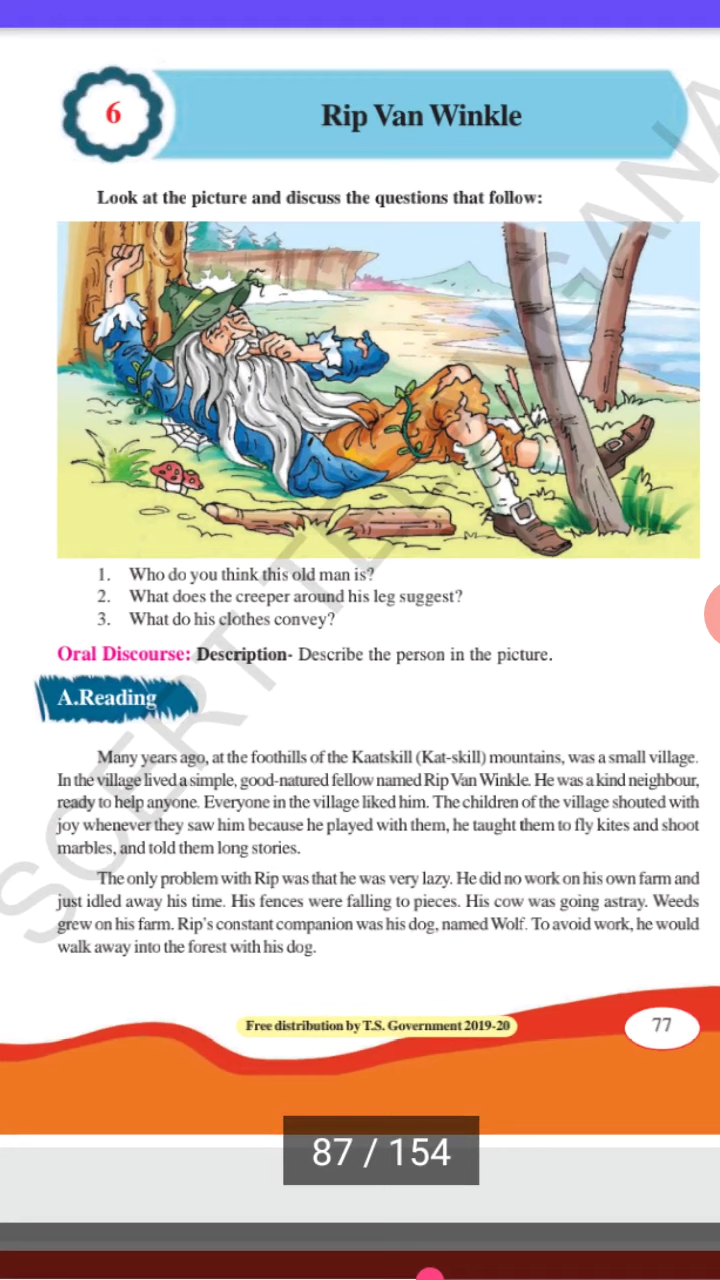 6
Rip Van Winkle
Look at the picture and discuss the questions that follow:
1. Who do you think this old man is?
2. What does the creeper around his leg suggest?
3. What do his clothes convey?
Oral Discourse: Description- Describe the person in the picture.
A.Reading
Many years ago, at the foothills of the Kaatskill (Kat-skill) mountains, was a small village.
In the village lived a simple, good-natured fellow named Rip Van Winkle. He was a kind neighbour,
ready to help anyone. Everyone in the village liked him. The children of the village shouted with
joy whenever they saw him because he played with them, he taught them to fly kites and shoot
marbles, and told them long stories.
The only problem with Rip was that he was very lazy. He did no work on his own farm and
just idled away his time. His fences were falling to pieces. His cow was going astray. Weeds
grew on his farm. Rip's constant companion was his dog, named Wolf. To avoid work, he would
walk away into the forest with his dog.
Free distribution by T.S. Government 2019-20
77
87 / 154
SCERT TELANGANA